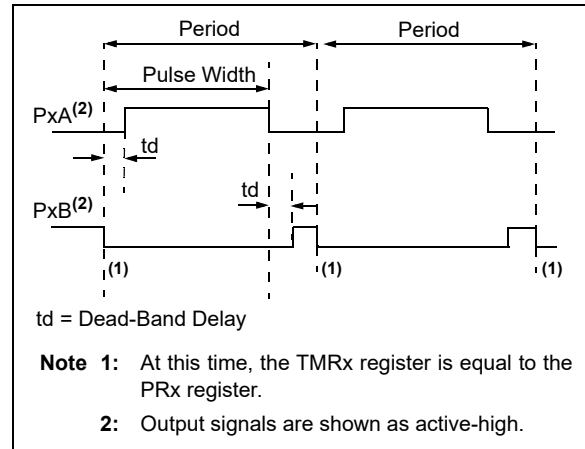 Period Period
Pulse Width
PxA(2)
td
td
PxB(2)
(1) (1) (1)
td = Dead-Band Delay
Note 1: At this time, the TMRx register is equal to the
PRx register.
2: Output signals are shown as active-high.